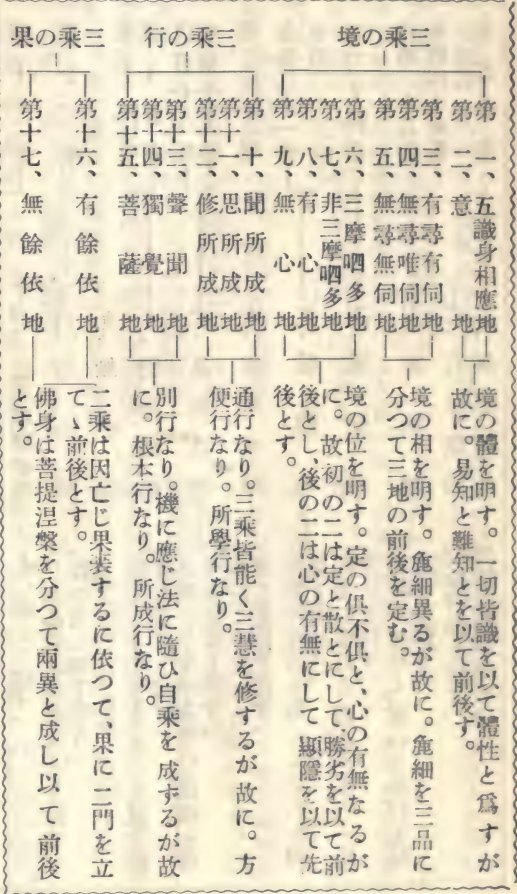 三乘の境
第一、五識身相應地
第二、意地
境の體を明す。一切皆識を以て體性と爲すが
故に。易知と難知とを以て前後す。
第三、有尋有伺地
第四、無尋唯伺地
第五、無尋無伺地
境の相を明す。麁細異るが故に。麁細を三品に
分つて三地の前後を定む。
第六、三摩呬多地
第七、非三摩呬多地
第八、有心地
第九、無心地
境の位を明す。定の俱不俱と、心の有無なるが
に。故初の二は定と散とにして、勝劣を以て前
後とし、後の二は心の有無にして顯隱を以て先
後とす。
三乘の行
第十、聞所成地
第十一、思所成地
第十二、修所成地
通行なり。三乘皆能く三慧を修するが故に。方
便行なり。所學行なり。
第十三、聲聞地
第十四、獨覺地
第十五、菩薩地
別行なり。機に應じ法に隨ひ自乘を成ずるが故
に。根本行なり。所成行なり。
三乘の果
第十六、有餘依地
第十七、無餘依地
二乘は因亡じ果喪するに依つて、果に二門を立
てゝ前後とす。
佛身は菩提涅槃を分つて兩異と成し以て前後
とす。